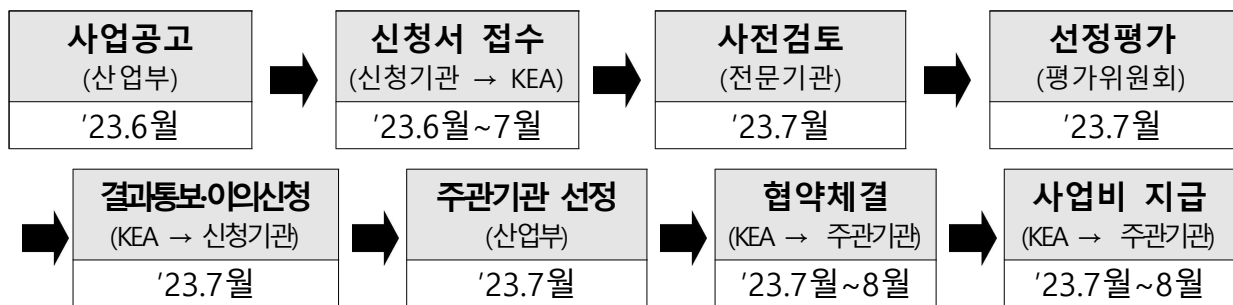 사업공고
(산업부)
'23.6월
신청서 접수
(신청기관 → KEA)
'23.6월~7월
사전검토
(전문기관)
'23.7월
선정평가
(평가위원회)
'23.7월
결과통보·이의신청
(KEA → 신청기관)
'23.7월
주관기관 선정
(산업부)
'23.7월
협약체결
(KEA → 주관기관)
'23.7월~8월
사업비 지급
(KEA → 주관기관)
'23.7월~8월